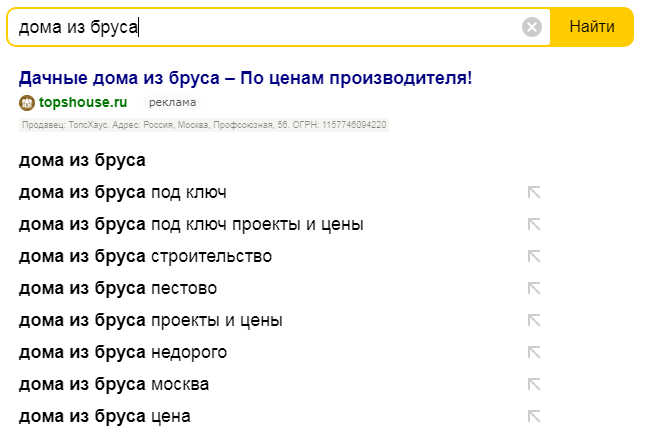 дома из бруса
Найти
Дачные дома из бруса – По ценам производителя!
topshouse.ru реклама
Продавец: ТопсХаус. Адрес: Россия, Москва, Профсоюзная, 56. ОГРН: 1157746094220
дома из бруса
дома из бруса под ключ
дома из бруса под ключ проекты и цены
дома из бруса строительство
дома из бруса пестово
дома из бруса проекты и цены
дома из бруса недорого
дома из бруса москва
дома из бруса цена